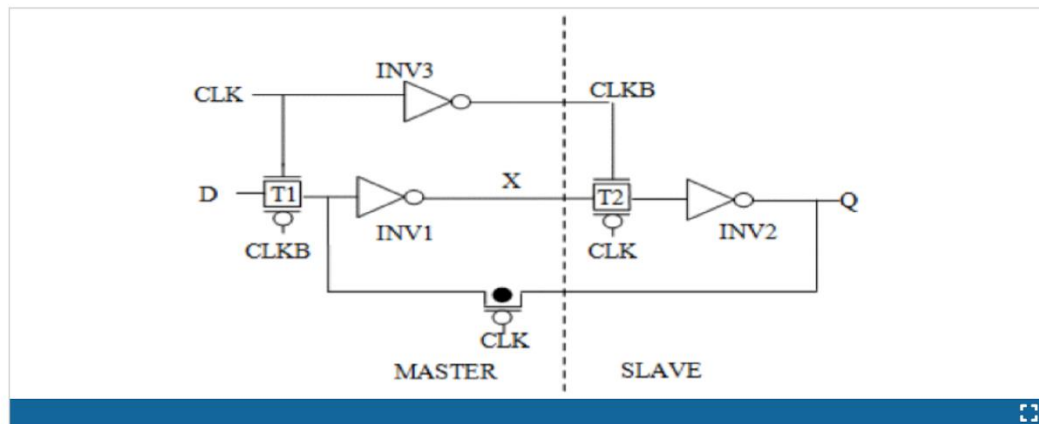 INV3
CLK
CLKB
D
T1
X
T2
Q
INV1
INV2
CLKB
CLK
CLK
MASTER
SLAVE